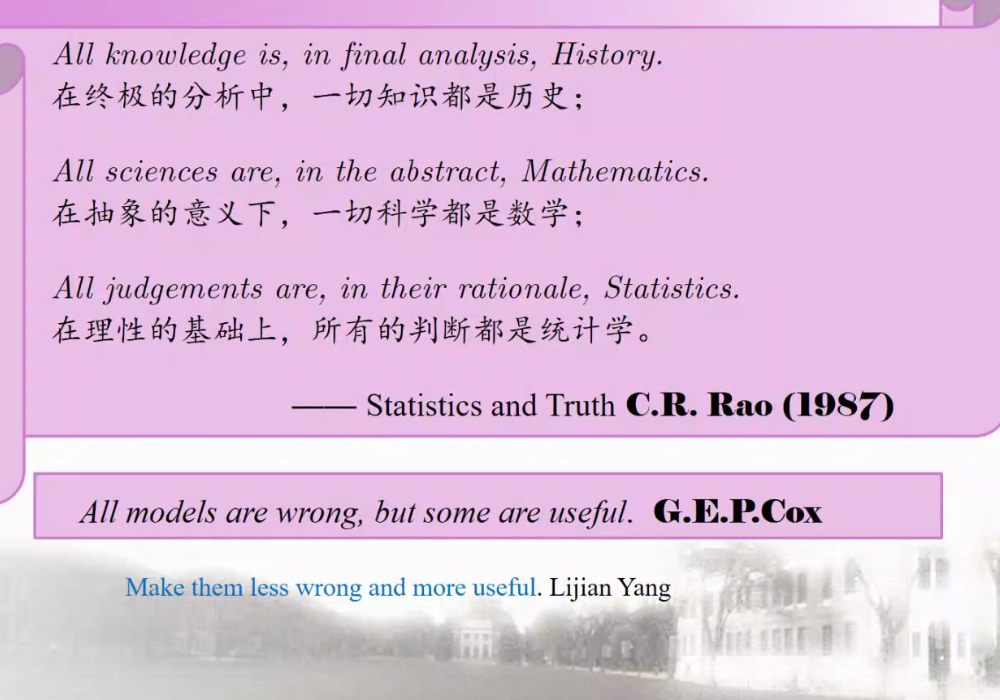 All knowledge is, in final analysis, History.
在终极的分析中，一切知识都是历史；
All sciences are, in the abstract, Mathematics.
在抽象的意义下，一切科学都是数学；
All judgements are, in their rationale, Statistics.
在理性的基础上，所有的判断都是统计学。
—— Statistics and Truth C.R. Rao (1987)
All models are wrong, but some are useful. G.E.P.Cox
Make them less wrong and more useful. Lijian Yang